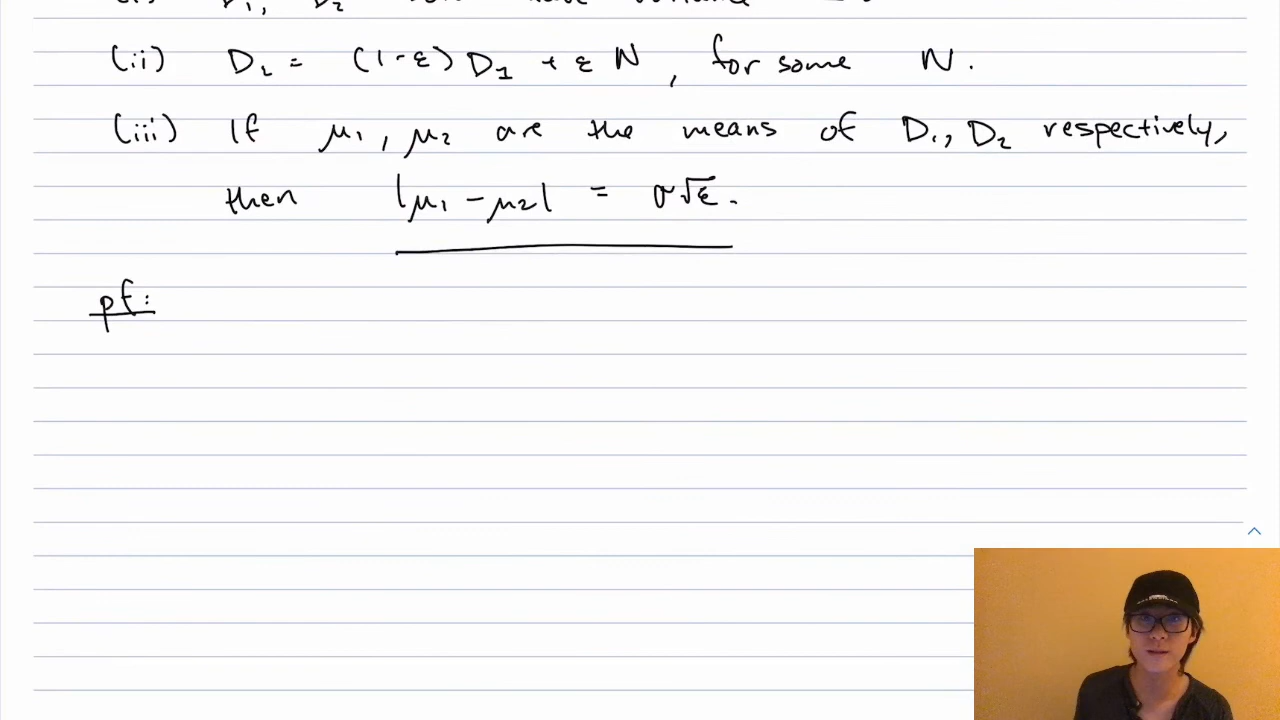 (ii) D₂ = (1-ε) D₁ + ε N, for some N.
(iii) If μ₁, μ₂ are the means of D₁, D₂ respectively,
then |μ₁ - μ₂| = σ√ε.
pf: